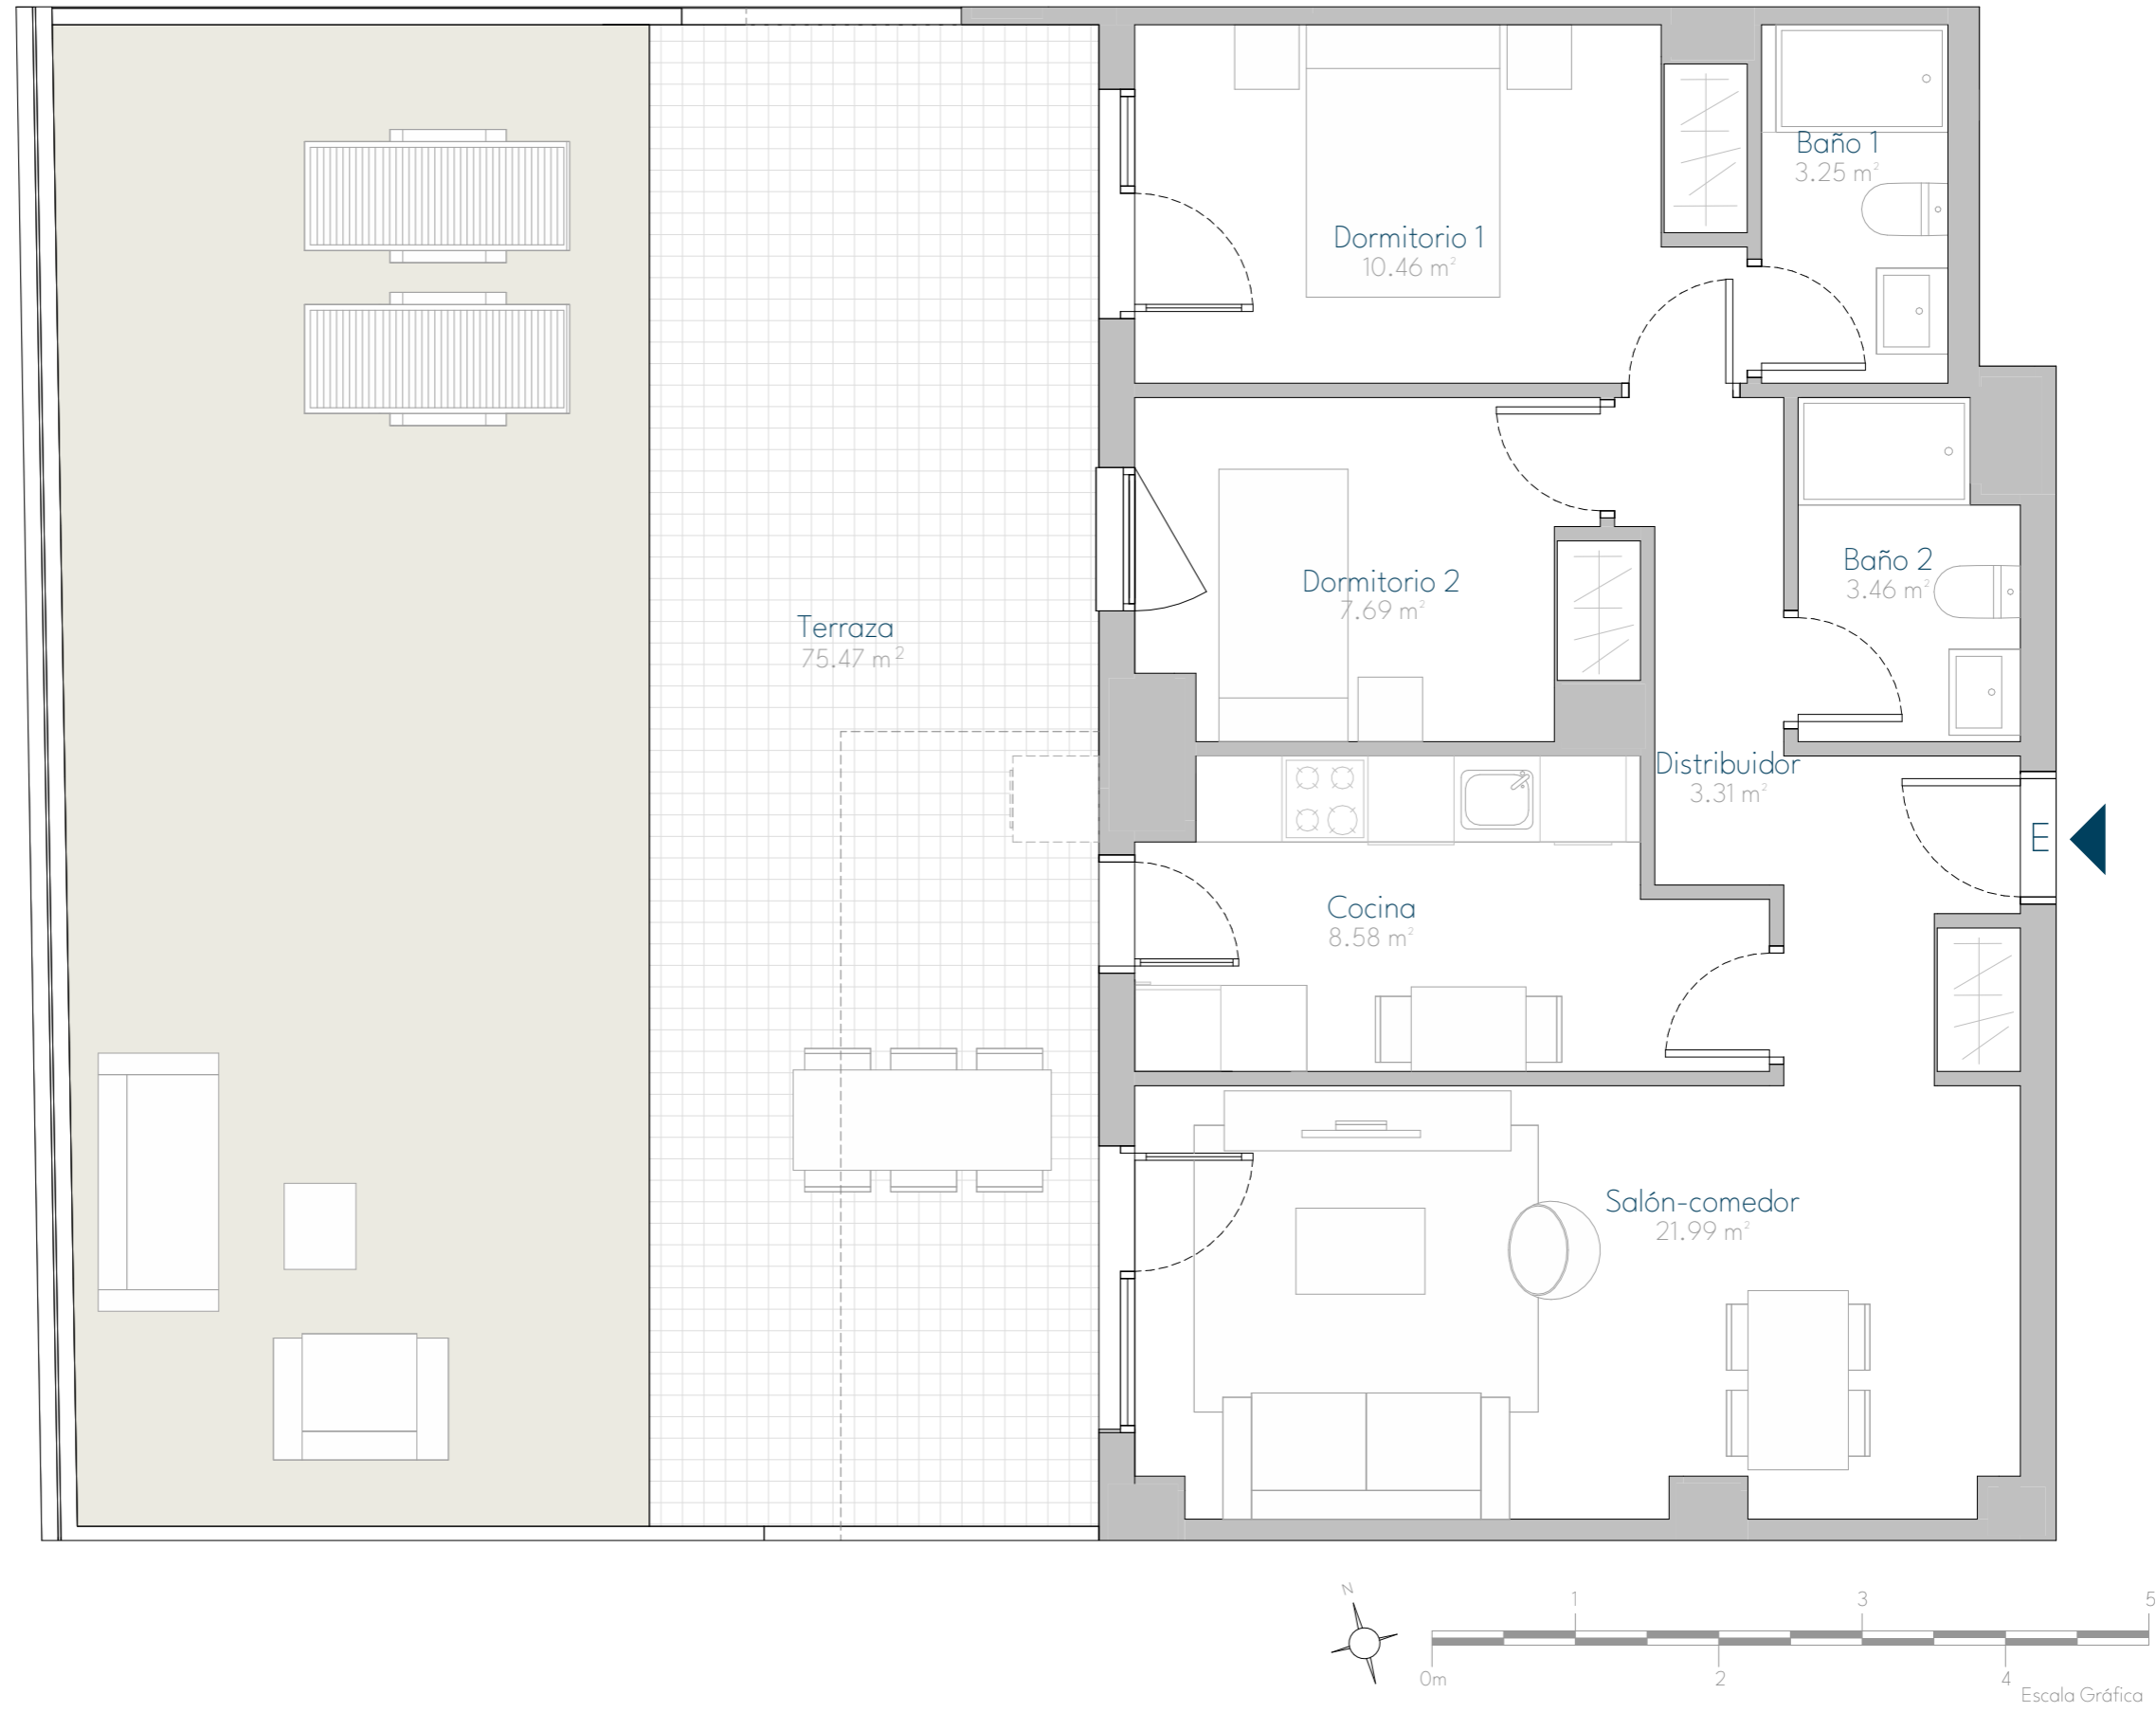 Baño 1
3.25 m²
Dormitorio 1
10.46 m²
Baño 2
3.46 m²
Dormitorio 2
7.69 m²
Terraza
75.47 m²
Distribuidor
3.31 m²
E
Cocina
8.58 m²
Salón-comedor
21.99 m²
N
1 3 5
0m 2 4
Escala Gráfica